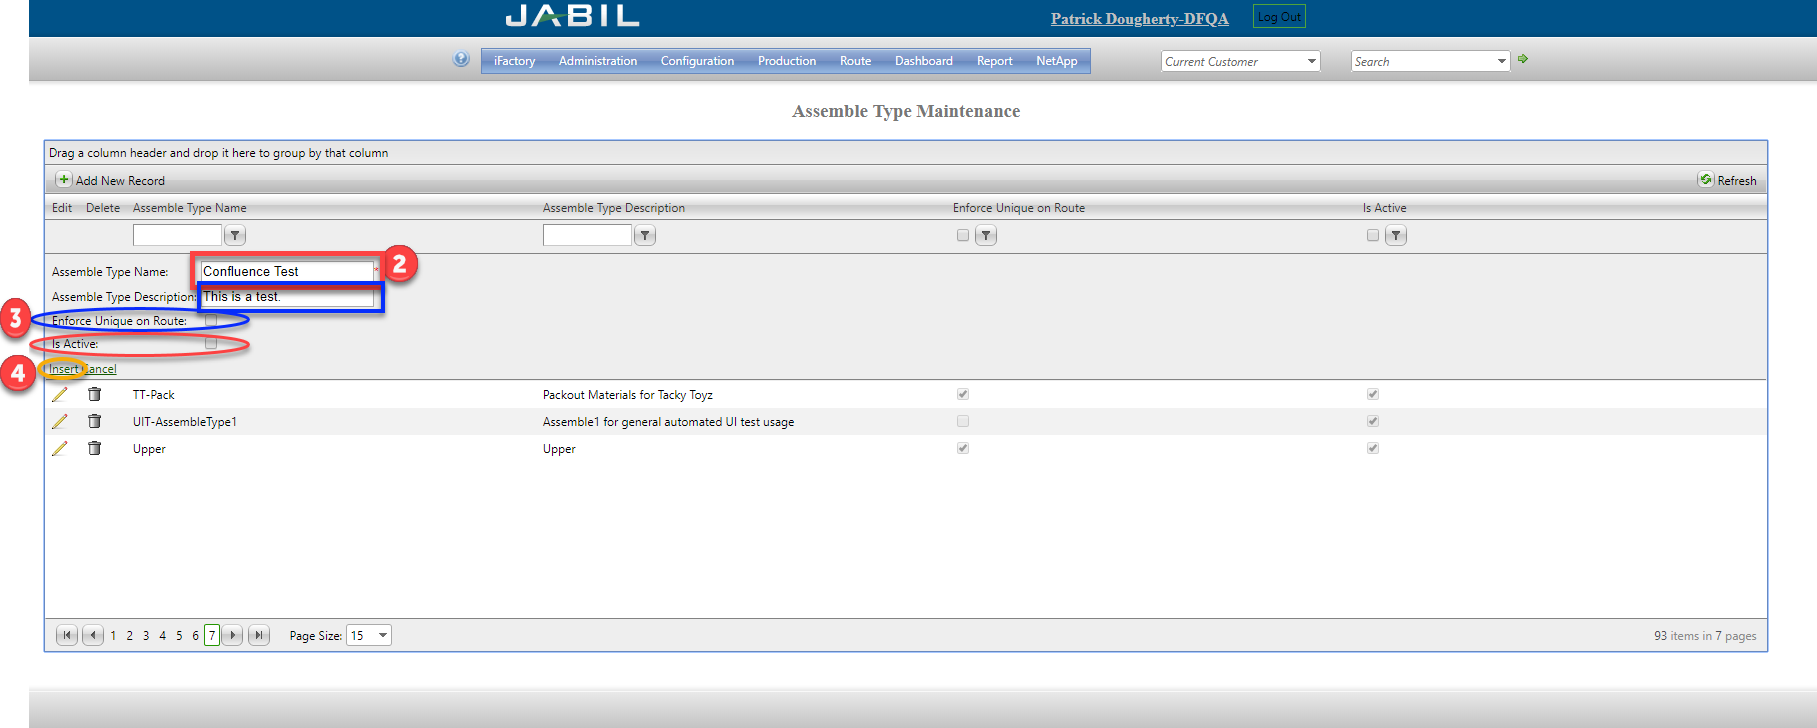 JABIL
Patrick Dougherty-DFQA Log Out
? iFactory Administration Configuration Production Route Dashboard Report NetApp Current Customer Search
Assemble Type Maintenance
Drag a column header and drop it here to group by that column
Add New Record Refresh
Edit Delete Assemble Type Name Assemble Type Description Enforce Unique on Route Is Active
Assemble Type Name: Confluence Test * 2
Assemble Type Description: This is a test.
3 Enforce Unique on Route:
Is Active:
4 Insert Cancel
TT-Pack Packout Materials for Tacky Toyz
UIT-AssembleType1 Assemble1 for general automated UI test usage
Upper Upper
1 2 3 4 5 6 7 Page Size: 15 93 items in 7 pages